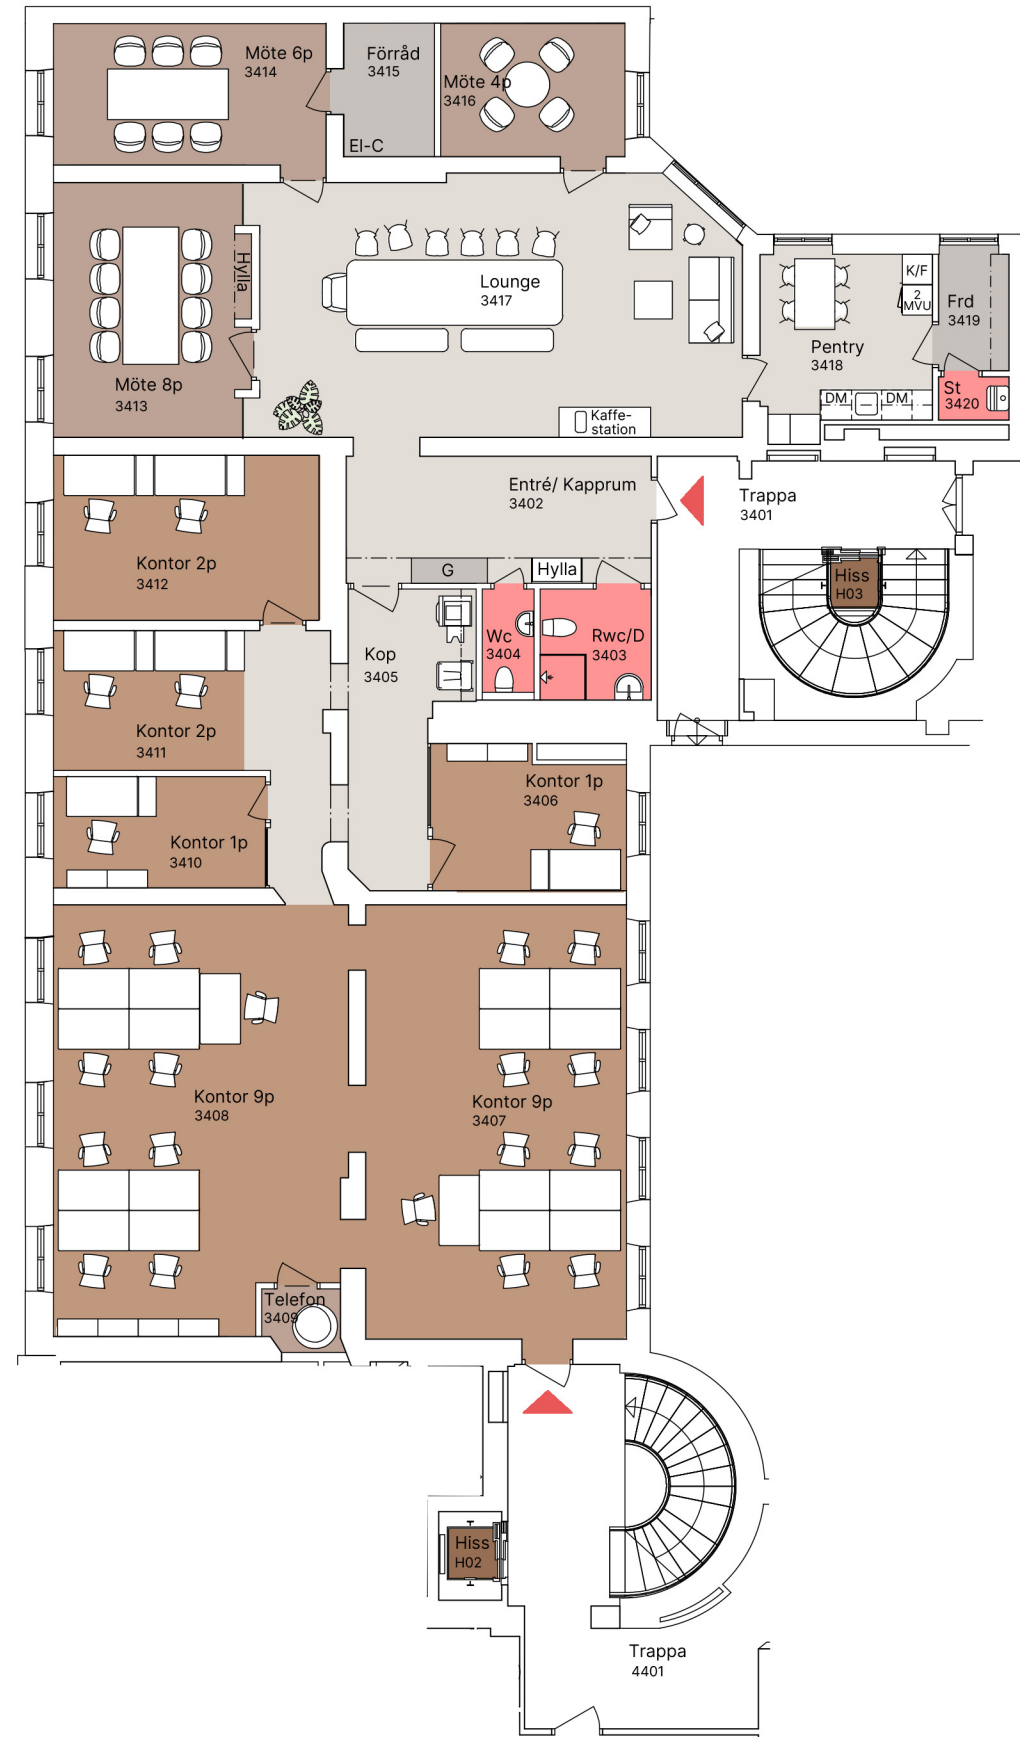 Möte 6p
3414
Förråd
3415
El-C
Möte 4p
3416
Hylla
Möte 8p
3413
Lounge
3417
Kaffe-
station
K/F
2
MVU
Frd
3419
Pentry
3418
DM
DM
St
3420
Entré/ Kapprum
3402
Trappa
3401
Hiss
H03
G
Hylla
Kontor 2p
3412
Wc
3404
Rwc/D
3403
Kop
3405
Kontor 2p
3411
Kontor 1p
3406
Kontor 1p
3410
Kontor 9p
3408
Kontor 9p
3407
Telefon
3409
Hiss
H02
Trappa
4401